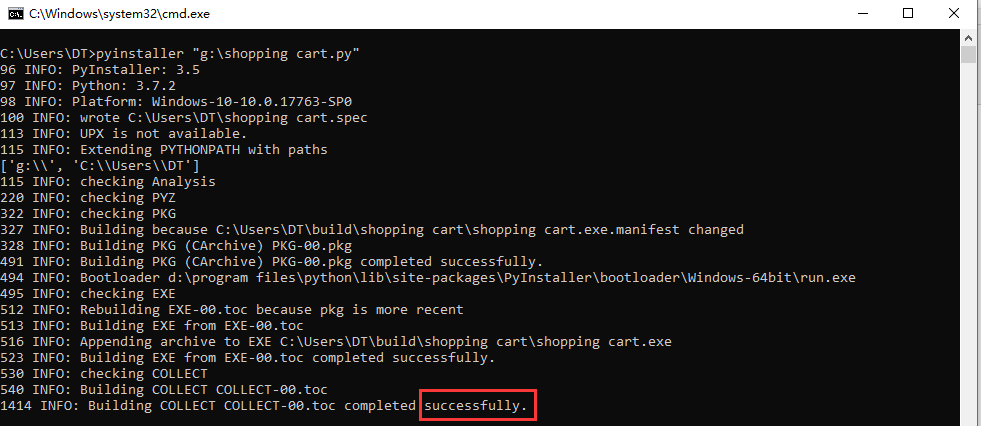 C:\Windows\system32\cmd.exe
C:\Users\DT>pyinstaller "g:\shopping cart.py"
96 INFO: PyInstaller: 3.5
97 INFO: Python: 3.7.2
98 INFO: Platform: Windows-10-10.0.17763-SP0
100 INFO: wrote C:\Users\DT\shopping cart.spec
113 INFO: UPX is not available.
115 INFO: Extending PYTHONPATH with paths
['g:\\', 'C:\\Users\\DT']
115 INFO: checking Analysis
220 INFO: checking PYZ
322 INFO: checking PKG
327 INFO: Building because C:\Users\DT\build\shopping cart\shopping cart.exe.manifest changed
328 INFO: Building PKG (CArchive) PKG-00.pkg
491 INFO: Building PKG (CArchive) PKG-00.pkg completed successfully.
494 INFO: Bootloader d:\program files\python\lib\site-packages\PyInstaller\bootloader\Windows-64bit\run.exe
495 INFO: checking EXE
512 INFO: Rebuilding EXE-00.toc because pkg is more recent
513 INFO: Building EXE from EXE-00.toc
516 INFO: Appending archive to EXE C:\Users\DT\build\shopping cart\shopping cart.exe
523 INFO: Building EXE from EXE-00.toc completed successfully.
530 INFO: checking COLLECT
540 INFO: Building COLLECT COLLECT-00.toc
1414 INFO: Building COLLECT COLLECT-00.toc completed successfully.